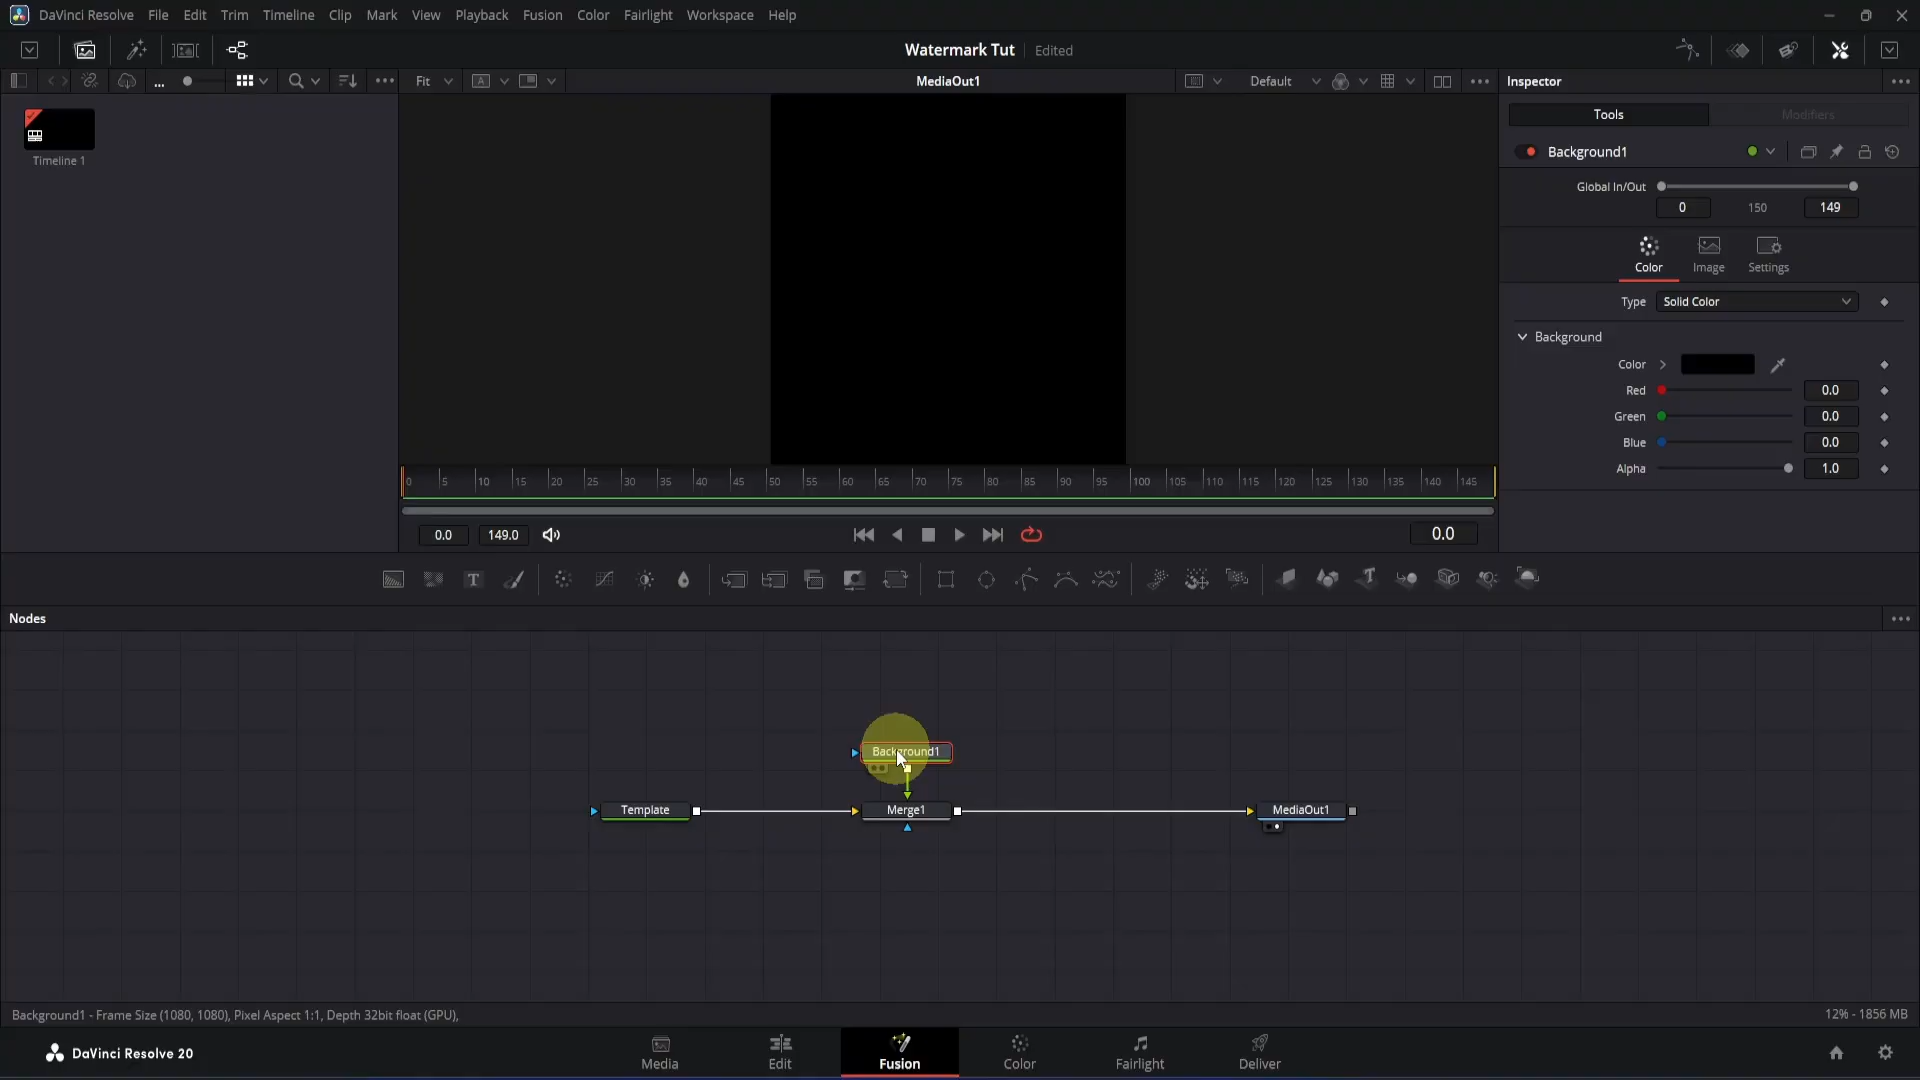 DaVinci Resolve File Edit Trim Timeline Clip Mark View Playback Fusion Color Fairlight Workspace Help
Watermark Tut Edited
... Fit A MediaOut1 Default Inspector
Timeline 1
Tools Modifiers
Background1
Global In/Out
0 150 149
Color Image Settings
Type Solid Color
Background
Color
Red 0.0
Green 0.0
Blue 0.0
Alpha 1.0
0 5 10 15 20 25 30 35 40 45 50 55 60 65 70 75 80 85 90 95 100 105 110 115 120 125 130 135 140 145
0.0 149.0 0.0
T T
Nodes
Background1
Template Merge1 MediaOut1
Background1 - Frame Size (1080, 1080), Pixel Aspect 1:1, Depth 32bit float (GPU), 12% - 1856 MB
DaVinci Resolve 20 Media Edit Fusion Color Fairlight Deliver